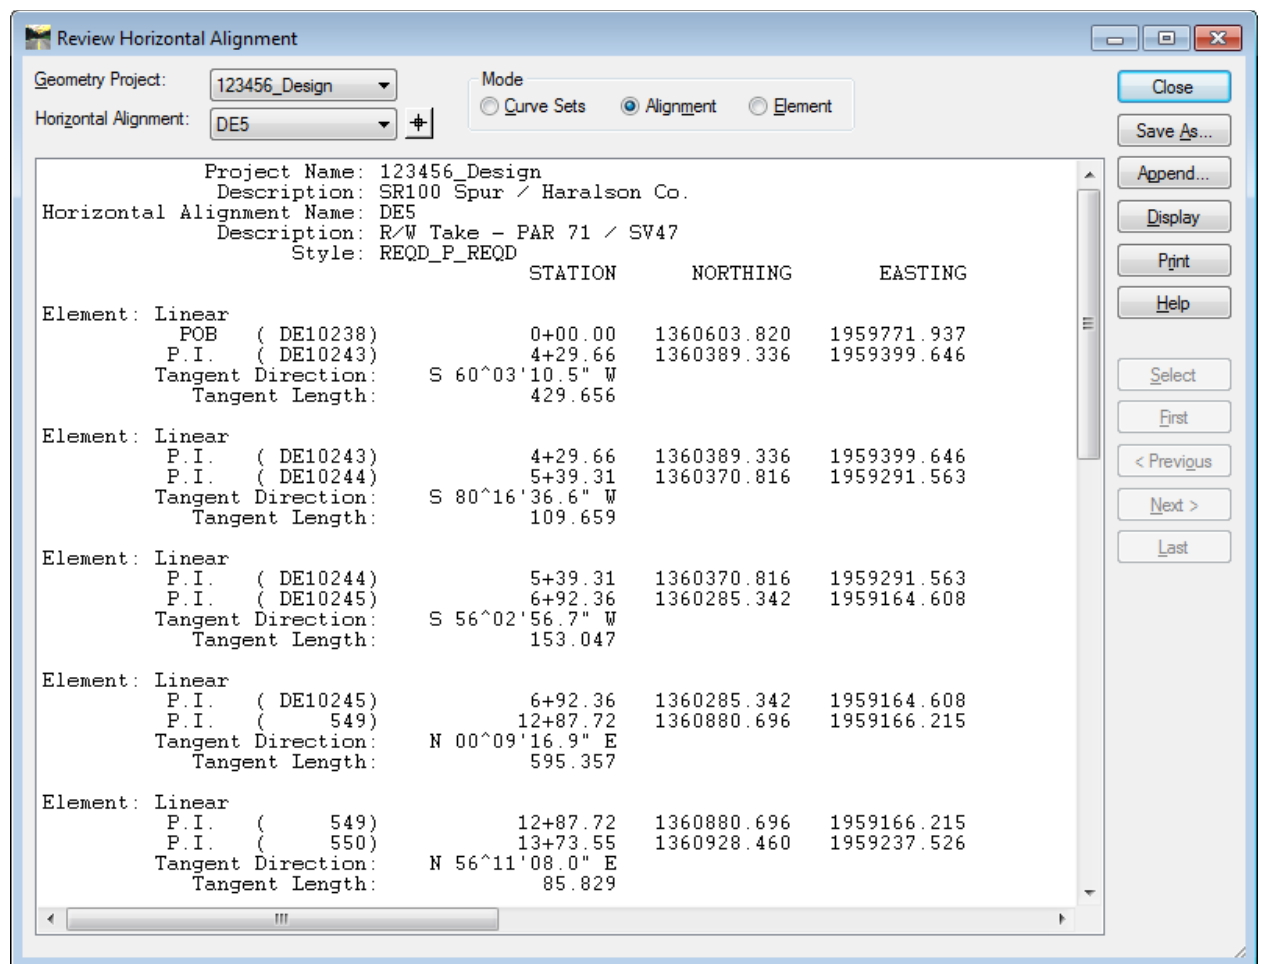 Review Horizontal Alignment
Geometry Project: 123456_Design
Horizontal Alignment: DE5
Mode
Curve Sets Alignment Element
Close
Save As...
Append...
Display
Print
Help
Select
First
< Previous
Next >
Last
Project Name: 123456_Design
Description: SR100 Spur / Haralson Co.
Horizontal Alignment Name: DE5
Description: R/W Take - PAR 71 / SV47
Style: REQD_P_REQD
STATION NORTHING EASTING
Element: Linear
POB ( DE10238) 0+00.00 1360603.820 1959771.937
P.I. ( DE10243) 4+29.66 1360389.336 1959399.646
Tangent Direction: S 60^03'10.5" W
Tangent Length: 429.656
Element: Linear
P.I. ( DE10243) 4+29.66 1360389.336 1959399.646
P.I. ( DE10244) 5+39.31 1360370.816 1959291.563
Tangent Direction: S 80^16'36.6" W
Tangent Length: 109.659
Element: Linear
P.I. ( DE10244) 5+39.31 1360370.816 1959291.563
P.I. ( DE10245) 6+92.36 1360285.342 1959164.608
Tangent Direction: S 56^02'56.7" W
Tangent Length: 153.047
Element: Linear
P.I. ( DE10245) 6+92.36 1360285.342 1959164.608
P.I. ( 549) 12+87.72 1360880.696 1959166.215
Tangent Direction: N 00^09'16.9" E
Tangent Length: 595.357
Element: Linear
P.I. ( 549) 12+87.72 1360880.696 1959166.215
P.I. ( 550) 13+73.55 1360928.460 1959237.526
Tangent Direction: N 56^11'08.0" E
Tangent Length: 85.829